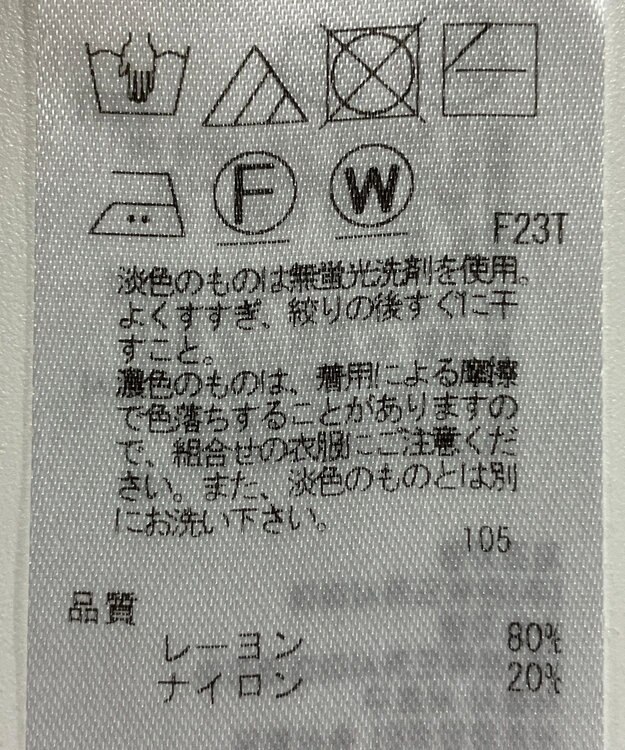 F W
F23T
淡色のものは無蛍光洗剤を使用。
よくすすぎ、絞りの後すぐに干
すこと。
濃色のものは、着用による摩擦
で色落ちすることがありますの
で、組合せの衣服にご注意くだ
さい。また、淡色のものとは別
にお洗い下さい。
105
品質
レーヨン 80%
ナイロン 20%